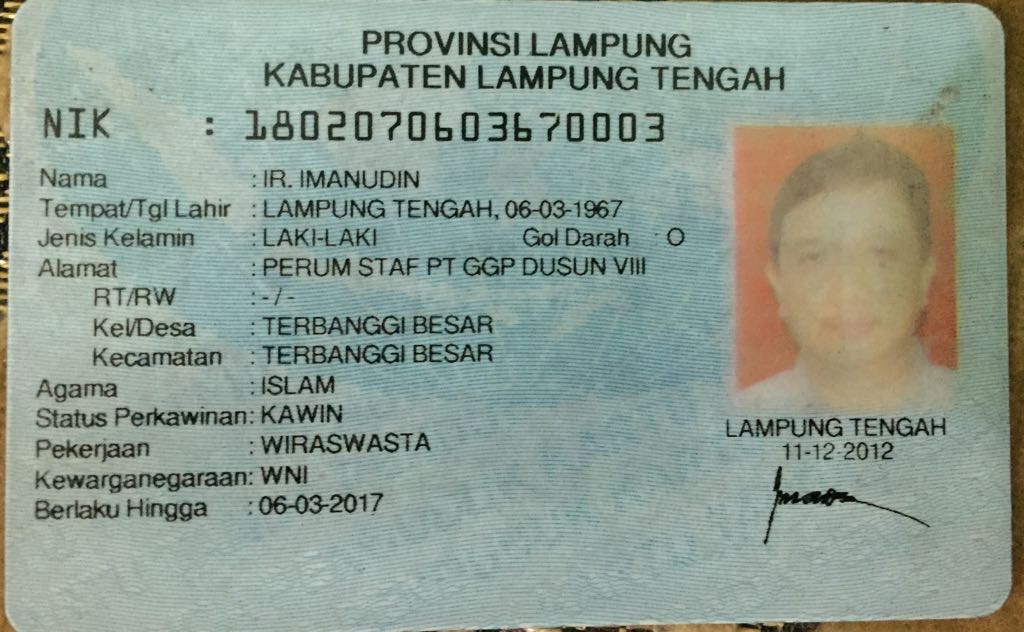 PROVINSI LAMPUNG
KABUPATEN LAMPUNG TENGAH
NIK : 1802070603670003
Nama : IR. IMANUDIN
Tempat/Tgl Lahir : LAMPUNG TENGAH, 06-03-1967
Jenis Kelamin : LAKI-LAKI Gol Darah : O
Alamat : PERUM STAF PT GGP DUSUN VIII
RT/RW : - / -
Kel/Desa : TERBANGGI BESAR
Kecamatan : TERBANGGI BESAR
Agama : ISLAM
Status Perkawinan: KAWIN
Pekerjaan : WIRASWASTA
Kewarganegaraan: WNI
Berlaku Hingga : 06-03-2017
LAMPUNG TENGAH
11-12-2012